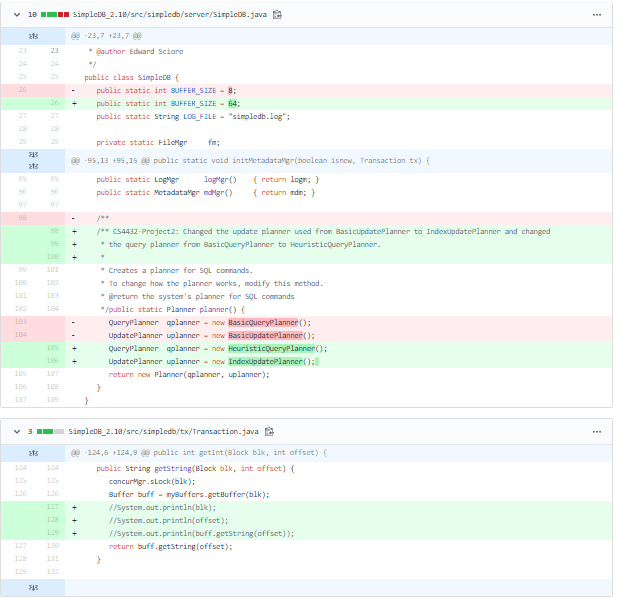 10 SimpleDB_2.10/src/simpledb/server/SimpleDB.java ...
@@ -23,7 +23,7 @@
23 23 * @author Edward Sciore
24 24 */
25 25 public class SimpleDB {
26 - public static int BUFFER_SIZE = 8;
26 + public static int BUFFER_SIZE = 64;
27 27 public static String LOG_FILE = "simpledb.log";
28 28
29 29 private static FileMgr fm;
@@ -95,13 +95,15 @@ public static void initMetadataMgr(boolean isnew, Transaction tx) {
95 95 public static LogMgr logMgr() { return logm; }
96 96 public static MetadataMgr mdMgr() { return mdm; }
97 97
98 - /**
98 + /** CS4432-Project2: Changed the update planner used from BasicUpdatePlanner to IndexUpdatePlanner and changed
99 + * the query planner from BasicQueryPlanner to HeuristicQueryPlanner.
100 + *
99 101 * Creates a planner for SQL commands.
100 102 * To change how the planner works, modify this method.
101 103 * @return the system's planner for SQL commands
102 104 */public static Planner planner() {
103 - QueryPlanner qplanner = new BasicQueryPlanner();
104 - UpdatePlanner uplanner = new BasicUpdatePlanner();
105 + QueryPlanner qplanner = new HeuristicQueryPlanner();
106 + UpdatePlanner uplanner = new IndexUpdatePlanner();
105 107 return new Planner(qplanner, uplanner);
106 108 }
107 109 }
3 SimpleDB_2.10/src/simpledb/tx/Transaction.java ...
@@ -124,6 +124,9 @@ public int getInt(Block blk, int offset) {
124 124 public String getString(Block blk, int offset) {
125 125 concurMgr.sLock(blk);
126 126 Buffer buff = myBuffers.getBuffer(blk);
127 + //System.out.println(blk);
128 + //System.out.println(offset);
129 + //System.out.println(buff.getString(offset));
127 130 return buff.getString(offset);
128 131 }
129 132